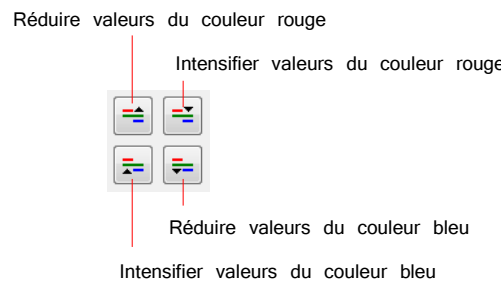 Réduire valeurs du couleur rouge
Intensifier valeurs du couleur rouge
Réduire valeurs du couleur bleu
Intensifier valeurs du couleur bleu